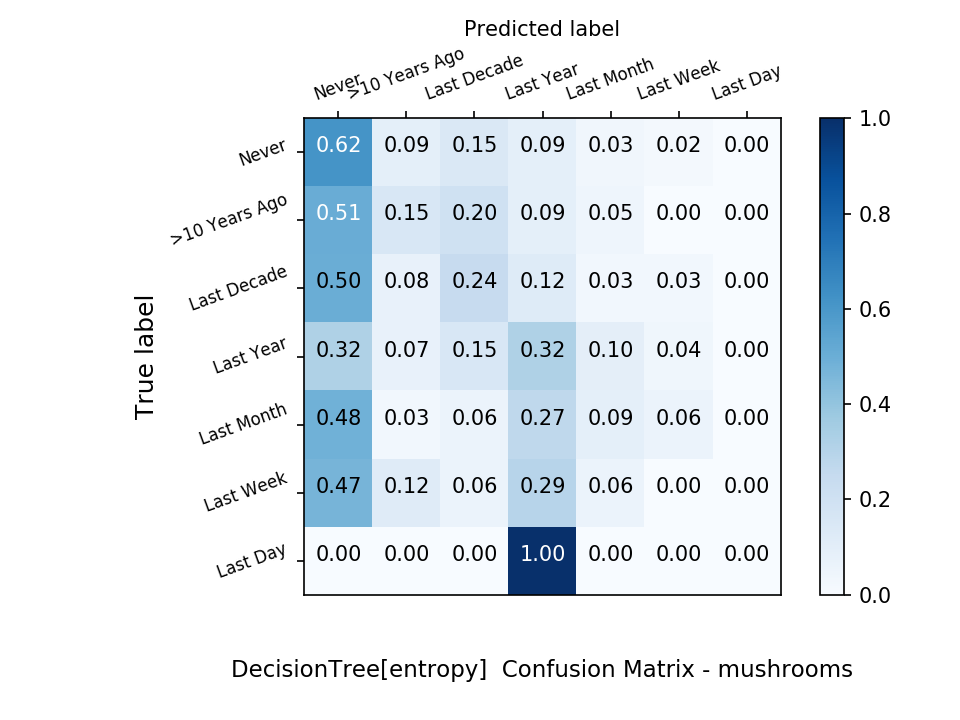 Predicted label
Never >10 Years Ago Last Decade Last Year Last Month Last Week Last Day
True label
Never 0.62 0.09 0.15 0.09 0.03 0.02 0.00
>10 Years Ago 0.51 0.15 0.20 0.09 0.05 0.00 0.00
Last Decade 0.50 0.08 0.24 0.12 0.03 0.03 0.00
Last Year 0.32 0.07 0.15 0.32 0.10 0.04 0.00
Last Month 0.48 0.03 0.06 0.27 0.09 0.06 0.00
Last Week 0.47 0.12 0.06 0.29 0.06 0.00 0.00
Last Day 0.00 0.00 0.00 1.00 0.00 0.00 0.00
1.0
0.8
0.6
0.4
0.2
0.0
DecisionTree[entropy]  Confusion Matrix - mushrooms